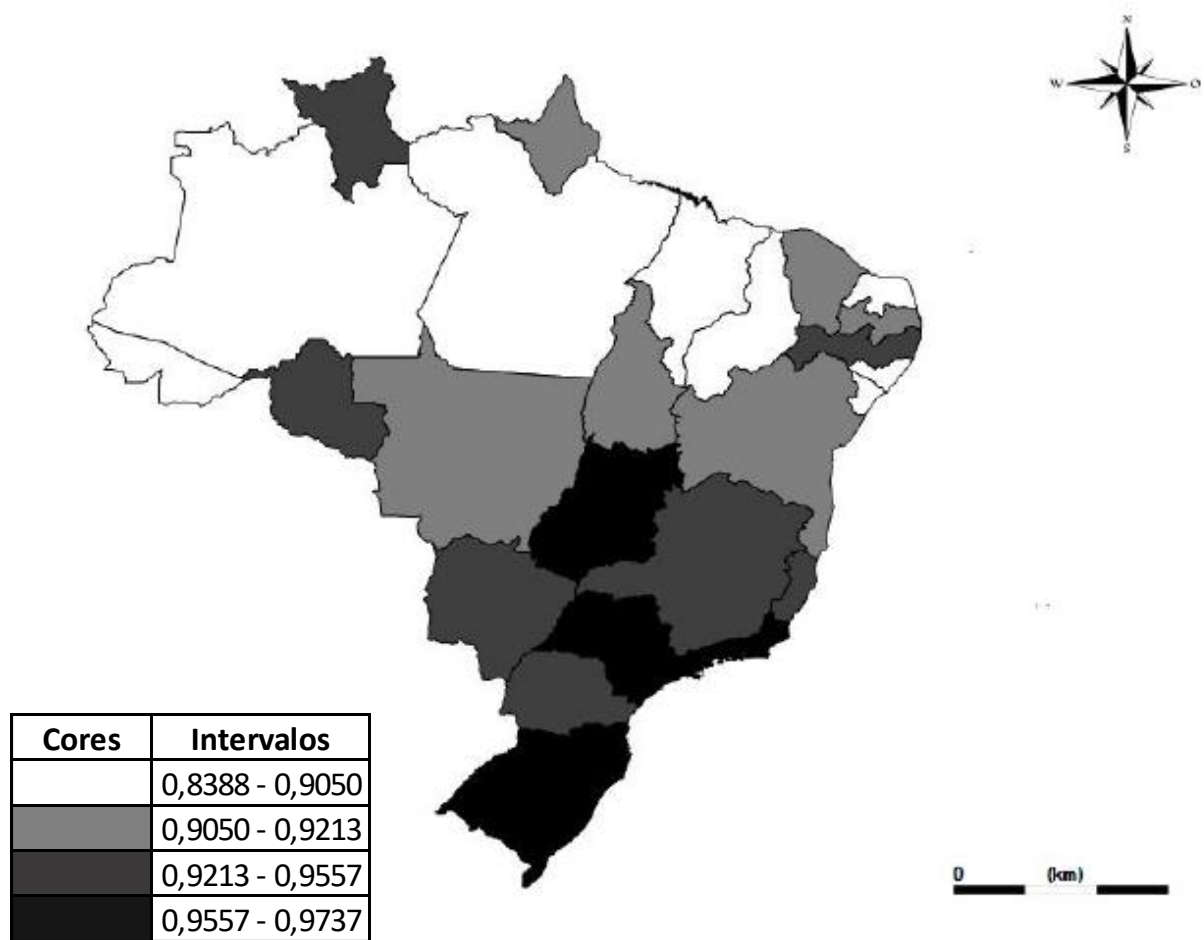 N
W O
S
Cores Intervalos
0,8388 - 0,9050
0,9050 - 0,9213
0,9213 - 0,9557
0,9557 - 0,9737
0 (km)